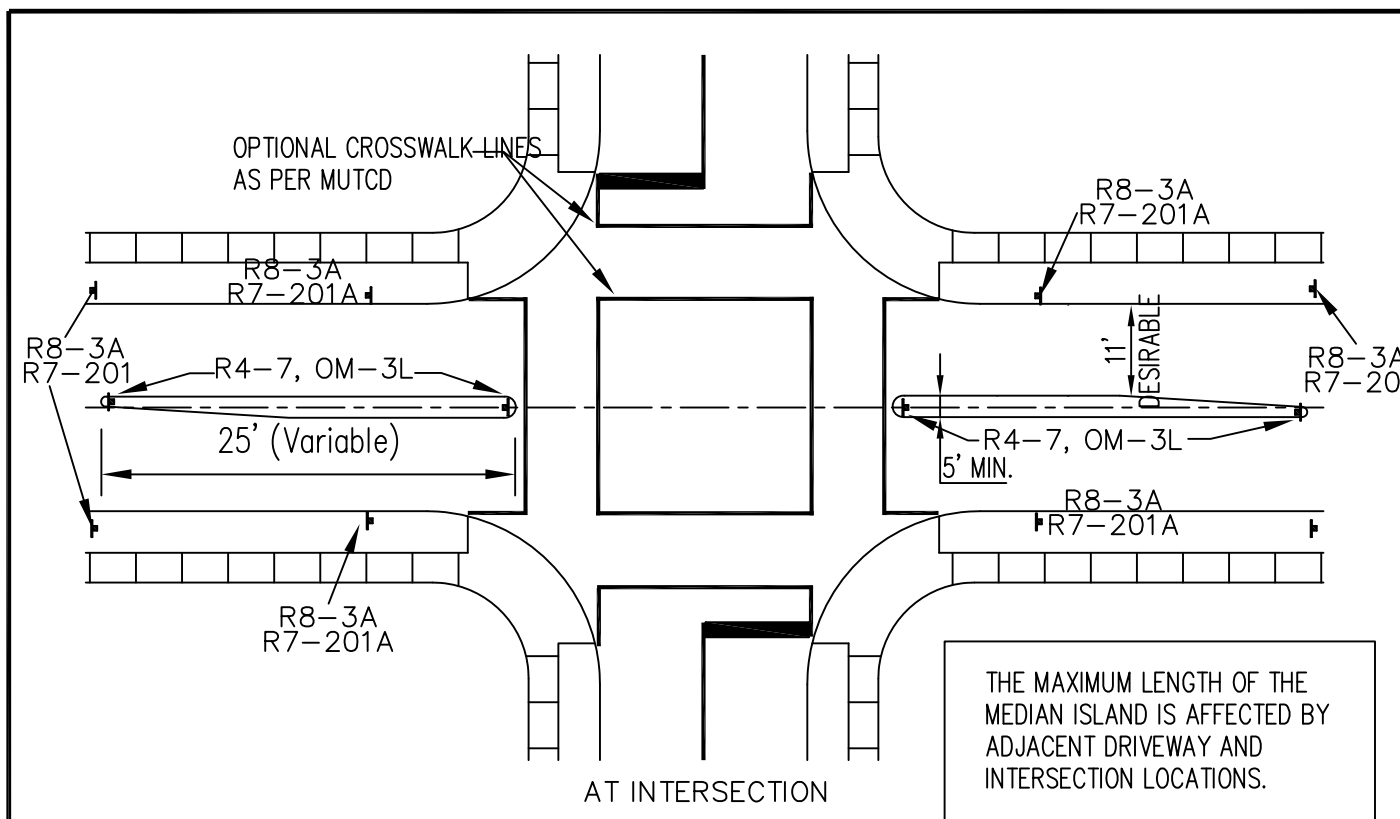 OPTIONAL CROSSWALK LINES
AS PER MUTCD
R8-3A
R7-201A
R8-3A
R7-201A
R8-3A
R7-201
R4-7, OM-3L
25' (Variable)
11'
DESIRABLE
R8-3A
R7-20
R4-7, OM-3L
5' MIN.
R8-3A
R7-201A
R8-3A
R7-201A
THE MAXIMUM LENGTH OF THE
MEDIAN ISLAND IS AFFECTED BY
ADJACENT DRIVEWAY AND
INTERSECTION LOCATIONS.
AT INTERSECTION